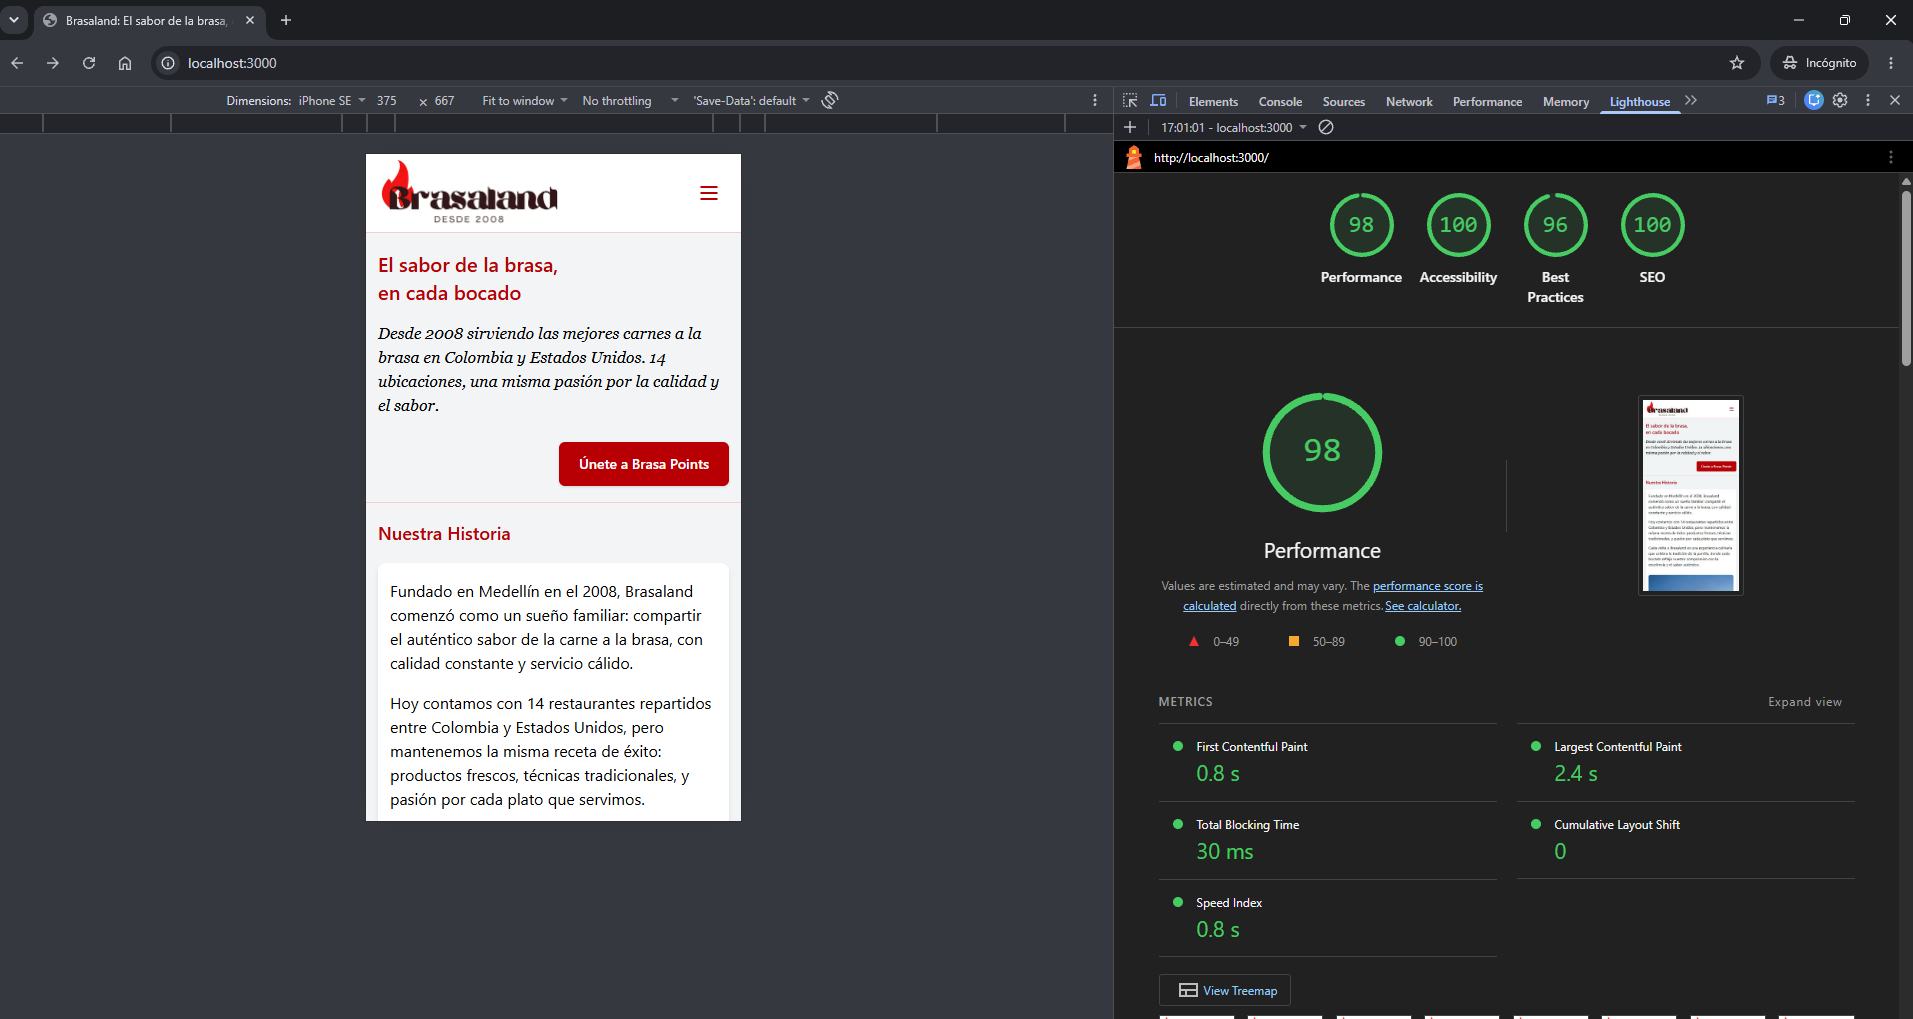 Brasaland: El sabor de la brasa,
localhost:3000
Incógnito
Dimensions: iPhone SE 375 × 667 Fit to window No throttling 'Save-Data': default
Elements Console Sources Network Performance Memory Lighthouse 3
17:01:01 - localhost:3000
http://localhost:3000/
Brasaland
DESDE 2008
El sabor de la brasa,
en cada bocado
Desde 2008 sirviendo las mejores carnes a la
brasa en Colombia y Estados Unidos. 14
ubicaciones, una misma pasión por la calidad y
el sabor.
Únete a Brasa Points
Nuestra Historia
Fundado en Medellín en el 2008, Brasaland
comenzó como un sueño familiar: compartir
el auténtico sabor de la carne a la brasa, con
calidad constante y servicio cálido.
Hoy contamos con 14 restaurantes repartidos
entre Colombia y Estados Unidos, pero
mantenemos la misma receta de éxito:
productos frescos, técnicas tradicionales, y
pasión por cada plato que servimos.
98 100 96 100
Performance Accessibility Best Practices SEO
98
Performance
Values are estimated and may vary. The performance score is
calculated directly from these metrics. See calculator.
0–49 50–89 90–100
METRICS
Expand view
First Contentful Paint
0.8 s
Largest Contentful Paint
2.4 s
Total Blocking Time
30 ms
Cumulative Layout Shift
0
Speed Index
0.8 s
View Treemap